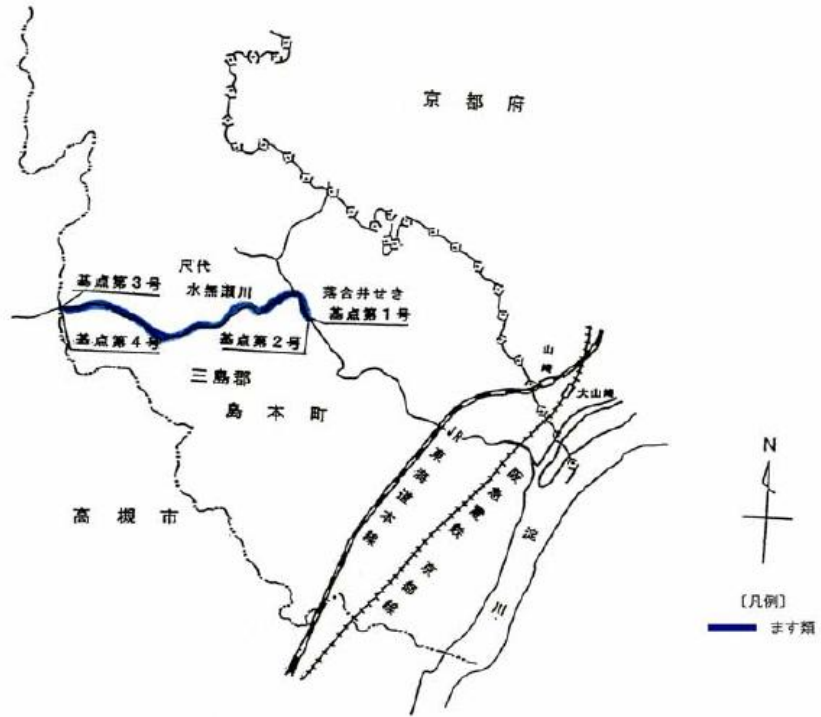 京都府
尺代
基点第3号
水無瀬川
落合井せき
基点第1号
基点第4号
基点第2号
三島郡
島本町
山崎
大山崎
JR東海道本線
阪急電鉄京都線
高槻市
淀川
N
〔凡例〕
ます類